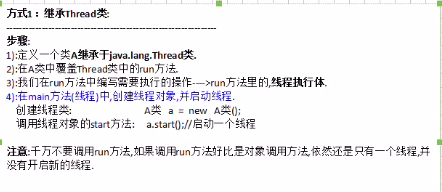 方式1 : 继承Thread类:
------------------------------------------------------------
步骤:
1):定义一个类A继承于java.lang.Thread类.
2):在A类中覆盖Thread类中的run方法.
3):我们在run方法中编写需要执行的操作---->run方法里的,线程执行体.
4):在main方法(线程)中,创建线程对象,并启动线程.
创建线程类: A类 a = new A类();
调用线程对象的start方法: a.start();//启动一个线程
注意:千万不要调用run方法,如果调用run方法好比是对象调用方法,依然还是只有一个线程,并
没有开启新的线程.